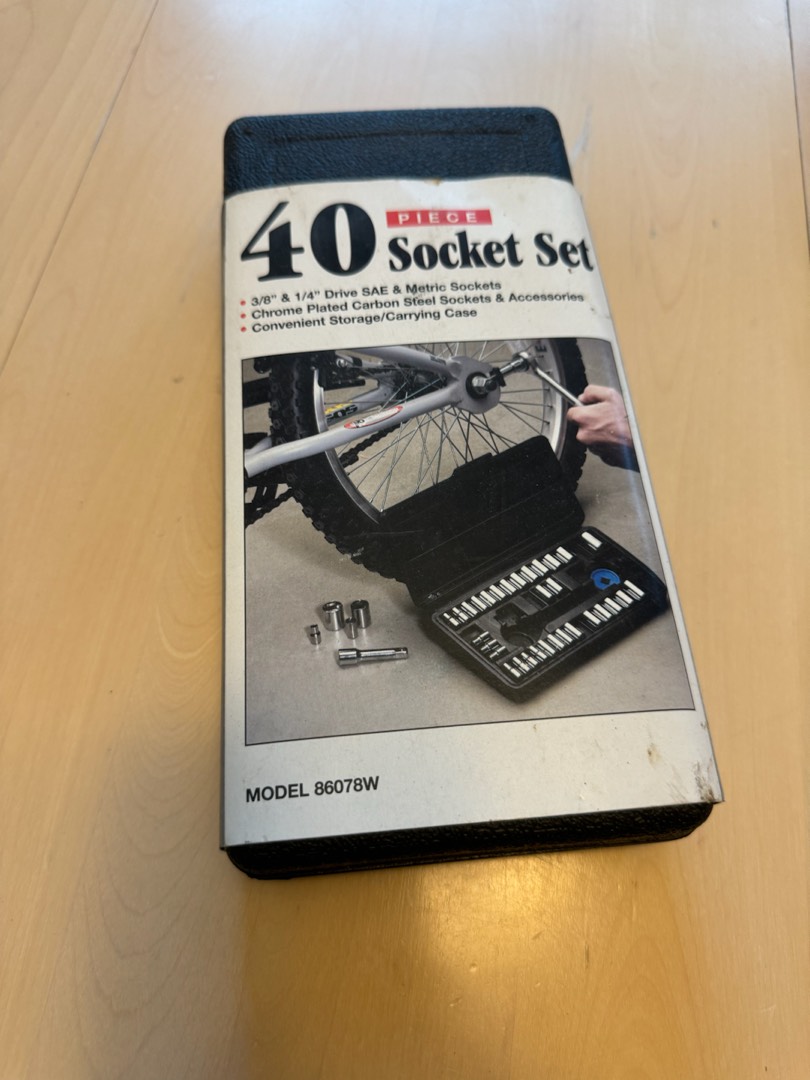 40 PIECE
Socket Set
• 3/8" & 1/4" Drive SAE & Metric Sockets
• Chrome Plated Carbon Steel Sockets & Accessories
• Convenient Storage/Carrying Case
MODEL 86078W